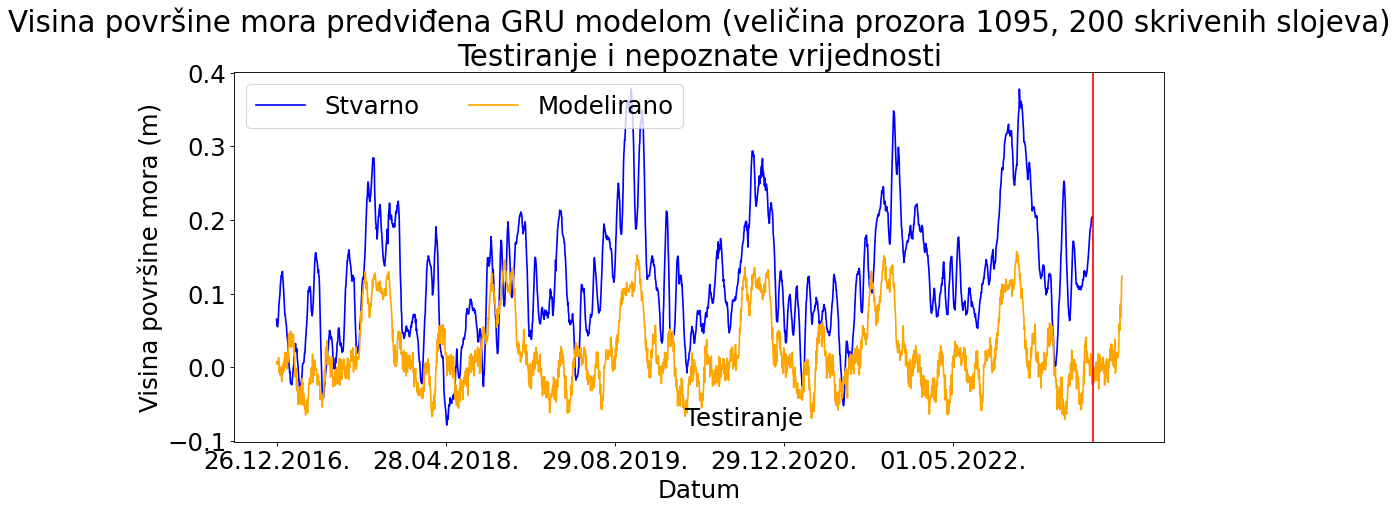 Visina površine mora predviđena GRU modelom (veličina prozora 1095, 200 skrivenih slojeva)
Testiranje i nepoznate vrijednosti
Stvarno Modelirano
Visina površine mora (m)
0.4
0.3
0.2
0.1
0.0
−0.1
Testiranje
26.12.2016. 28.04.2018. 29.08.2019. 29.12.2020. 01.05.2022.
Datum